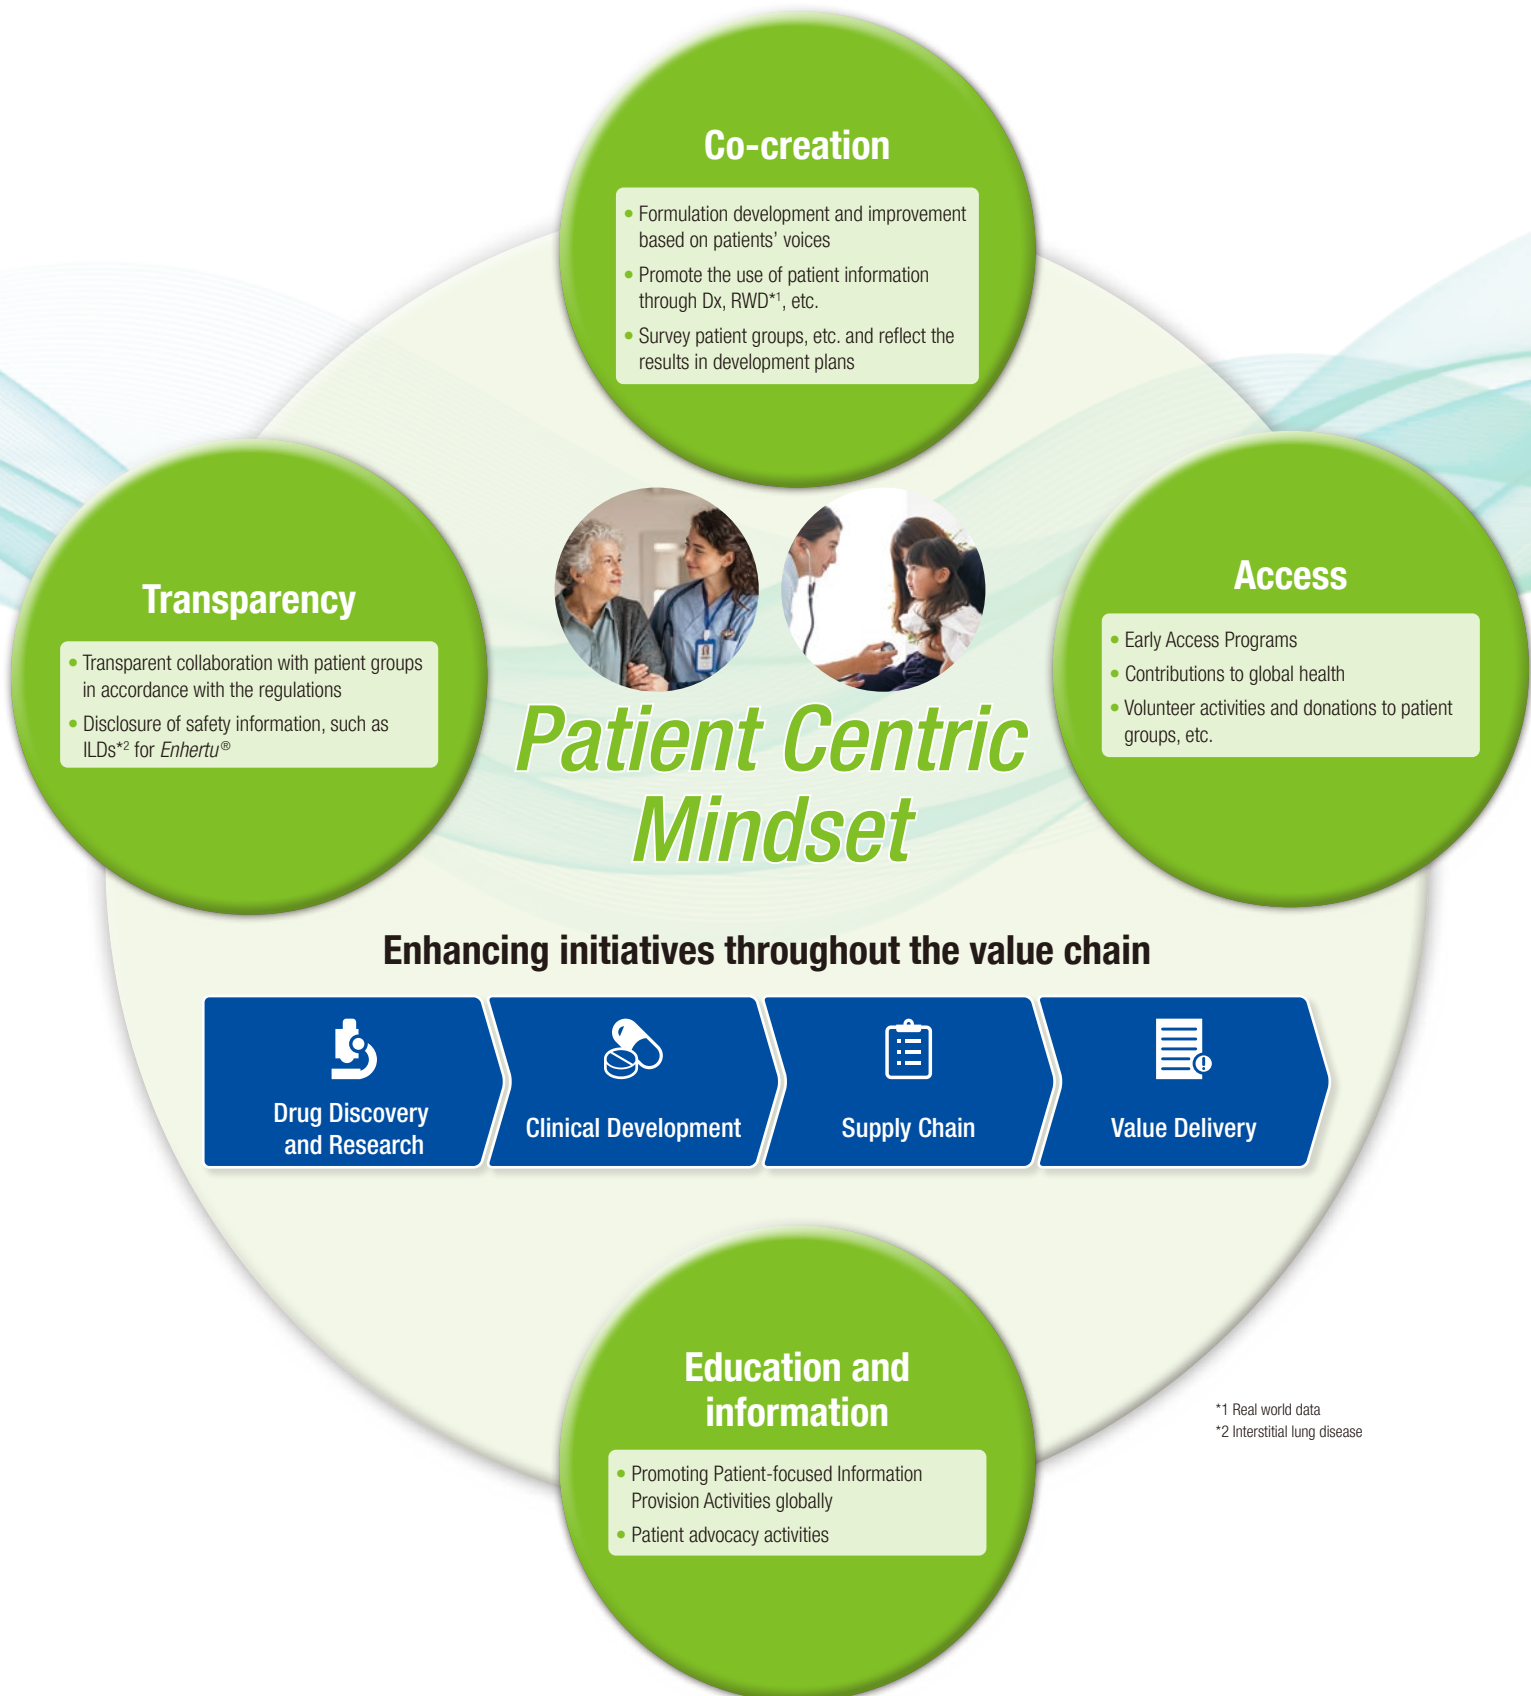 Co-creation
• Formulation development and improvement
based on patients’ voices
• Promote the use of patient information
through Dx, RWD*1, etc.
• Survey patient groups, etc. and reflect the
results in development plans
Transparency
• Transparent collaboration with patient groups
in accordance with the regulations
• Disclosure of safety information, such as
ILDs*2 for Enhertu®
Access
• Early Access Programs
• Contributions to global health
• Volunteer activities and donations to patient
groups, etc.
Patient Centric
Mindset
Enhancing initiatives throughout the value chain
Drug Discovery
and Research
Clinical Development
Supply Chain
Value Delivery
Education and
information
• Promoting Patient-focused Information
Provision Activities globally
• Patient advocacy activities
*1 Real world data
*2 Interstitial lung disease